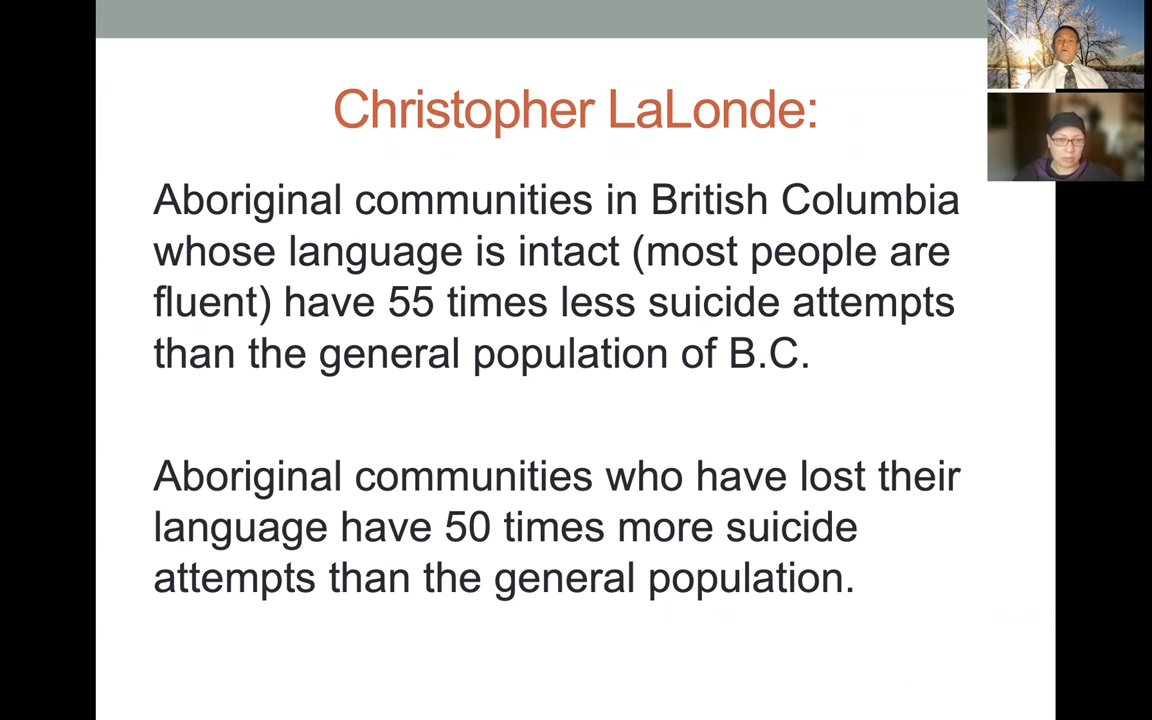 Christopher LaLonde:
Aboriginal communities in British Columbia
whose language is intact (most people are
fluent) have 55 times less suicide attempts
than the general population of B.C.
Aboriginal communities who have lost their
language have 50 times more suicide
attempts than the general population.